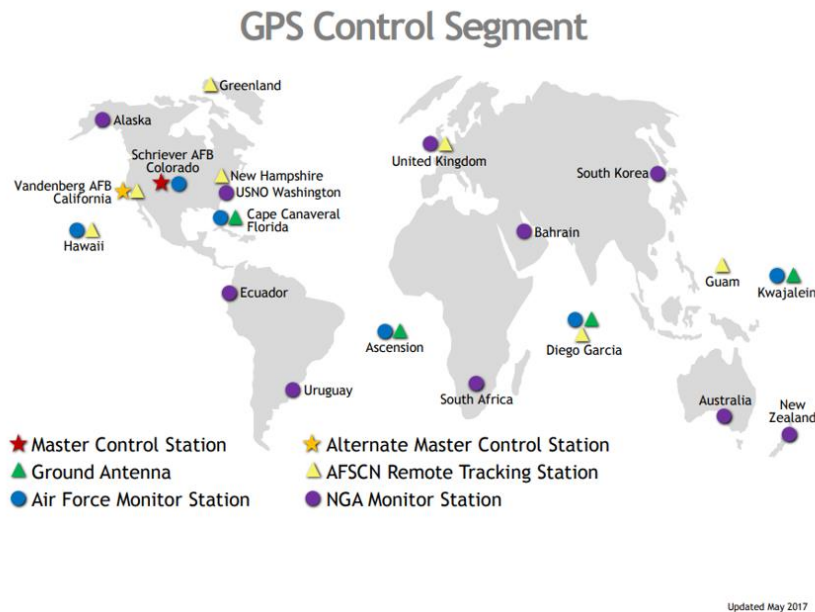 GPS Control Segment
Greenland
Alaska
Schriever AFB
Colorado
Vandenberg AFB
California
New Hampshire
USNO Washington
Cape Canaveral
Florida
Hawaii
United Kingdom
South Korea
Bahrain
Guam
Kwajalein
Ecuador
Ascension
Diego Garcia
Uruguay
South Africa
Australia
New
Zealand
Master Control Station
Alternate Master Control Station
Ground Antenna
AFSCN Remote Tracking Station
Air Force Monitor Station
NGA Monitor Station
Updated May 2017